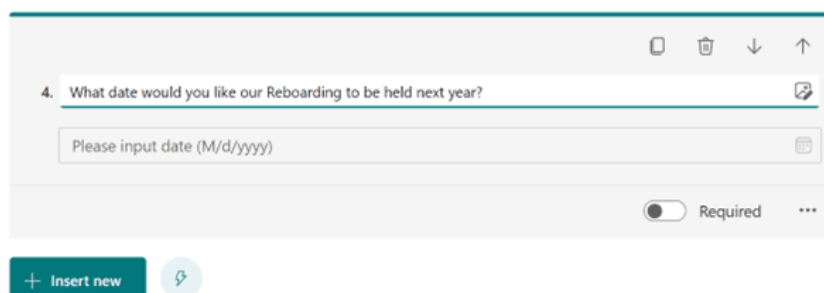 4. What date would you like our Reboarding to be held next year?
Please input date (M/d/yyyy)
Required
Insert new